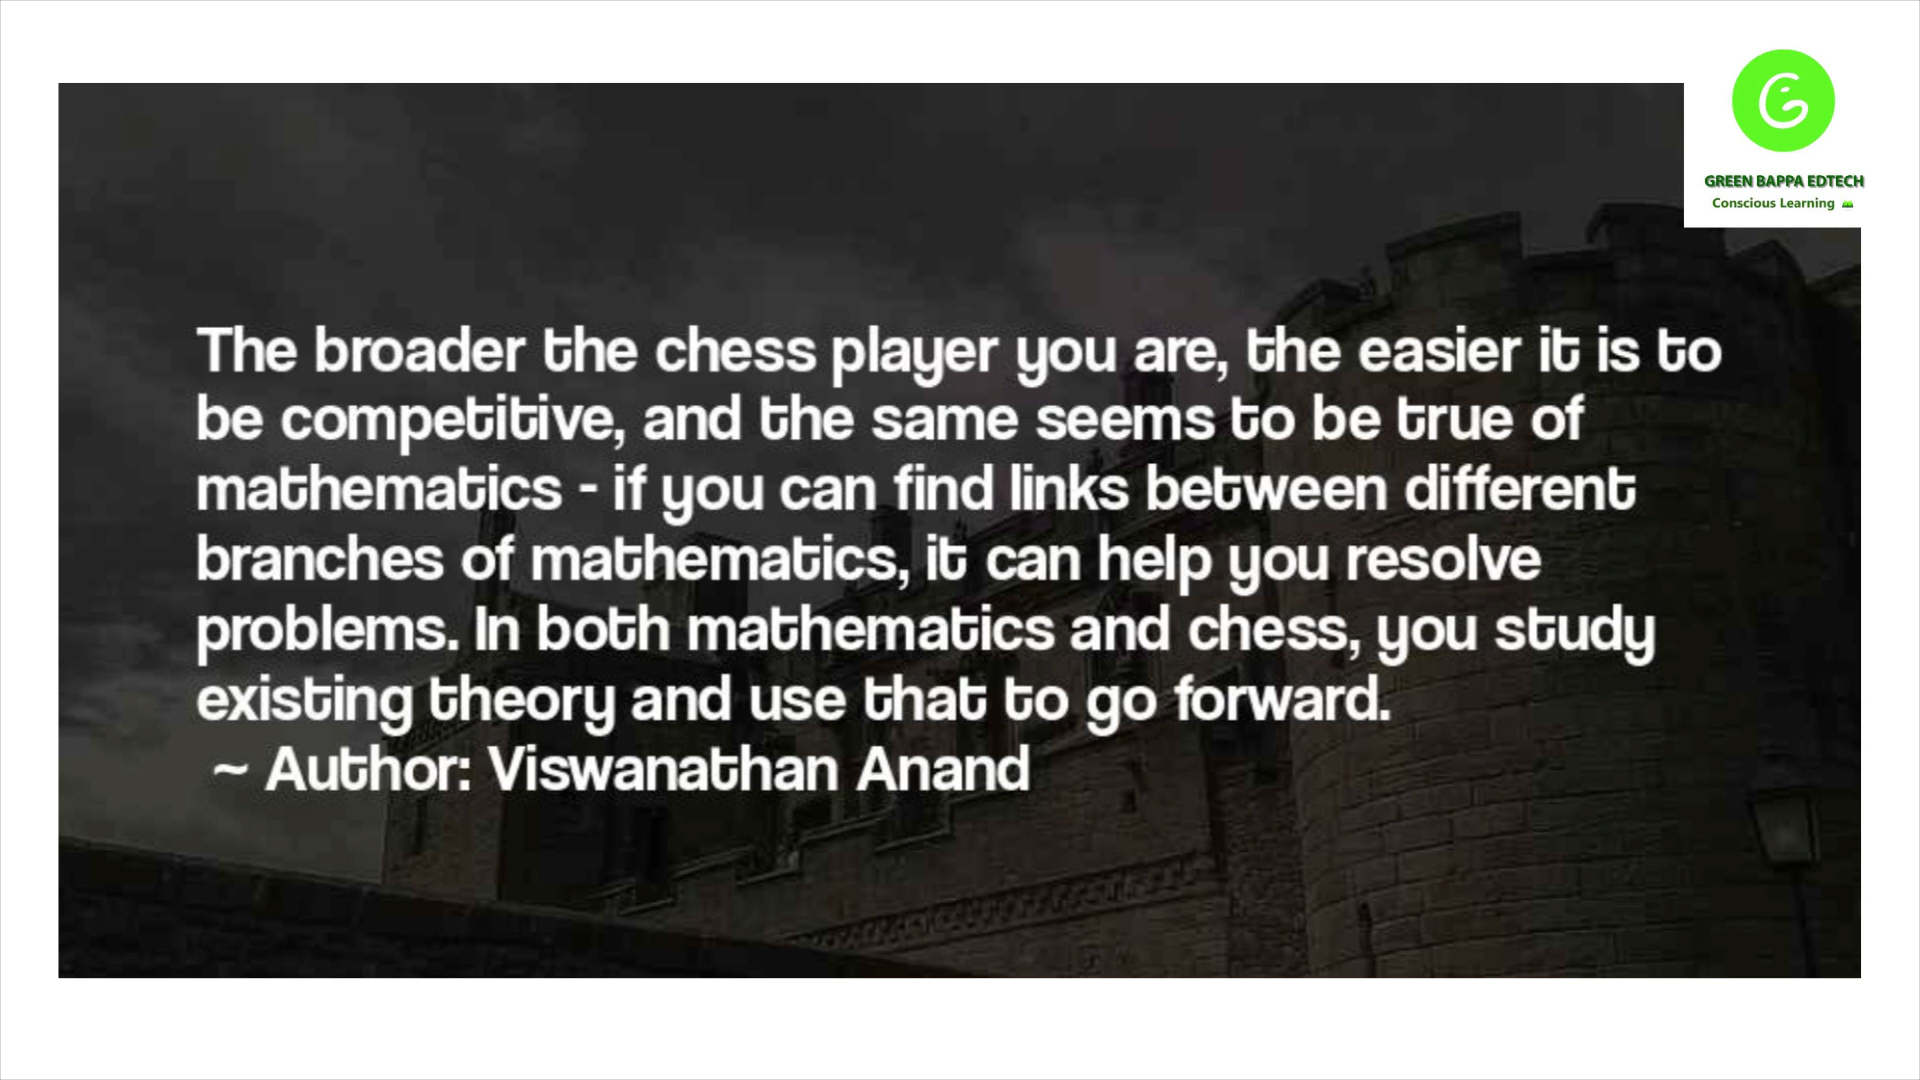 GREEN BAPPA EDTECH
Conscious Learning
The broader the chess player you are, the easier it is to
be competitive, and the same seems to be true of
mathematics - if you can find links between different
branches of mathematics, it can help you resolve
problems. In both mathematics and chess, you study
existing theory and use that to go forward.
~ Author: Viswanathan Anand